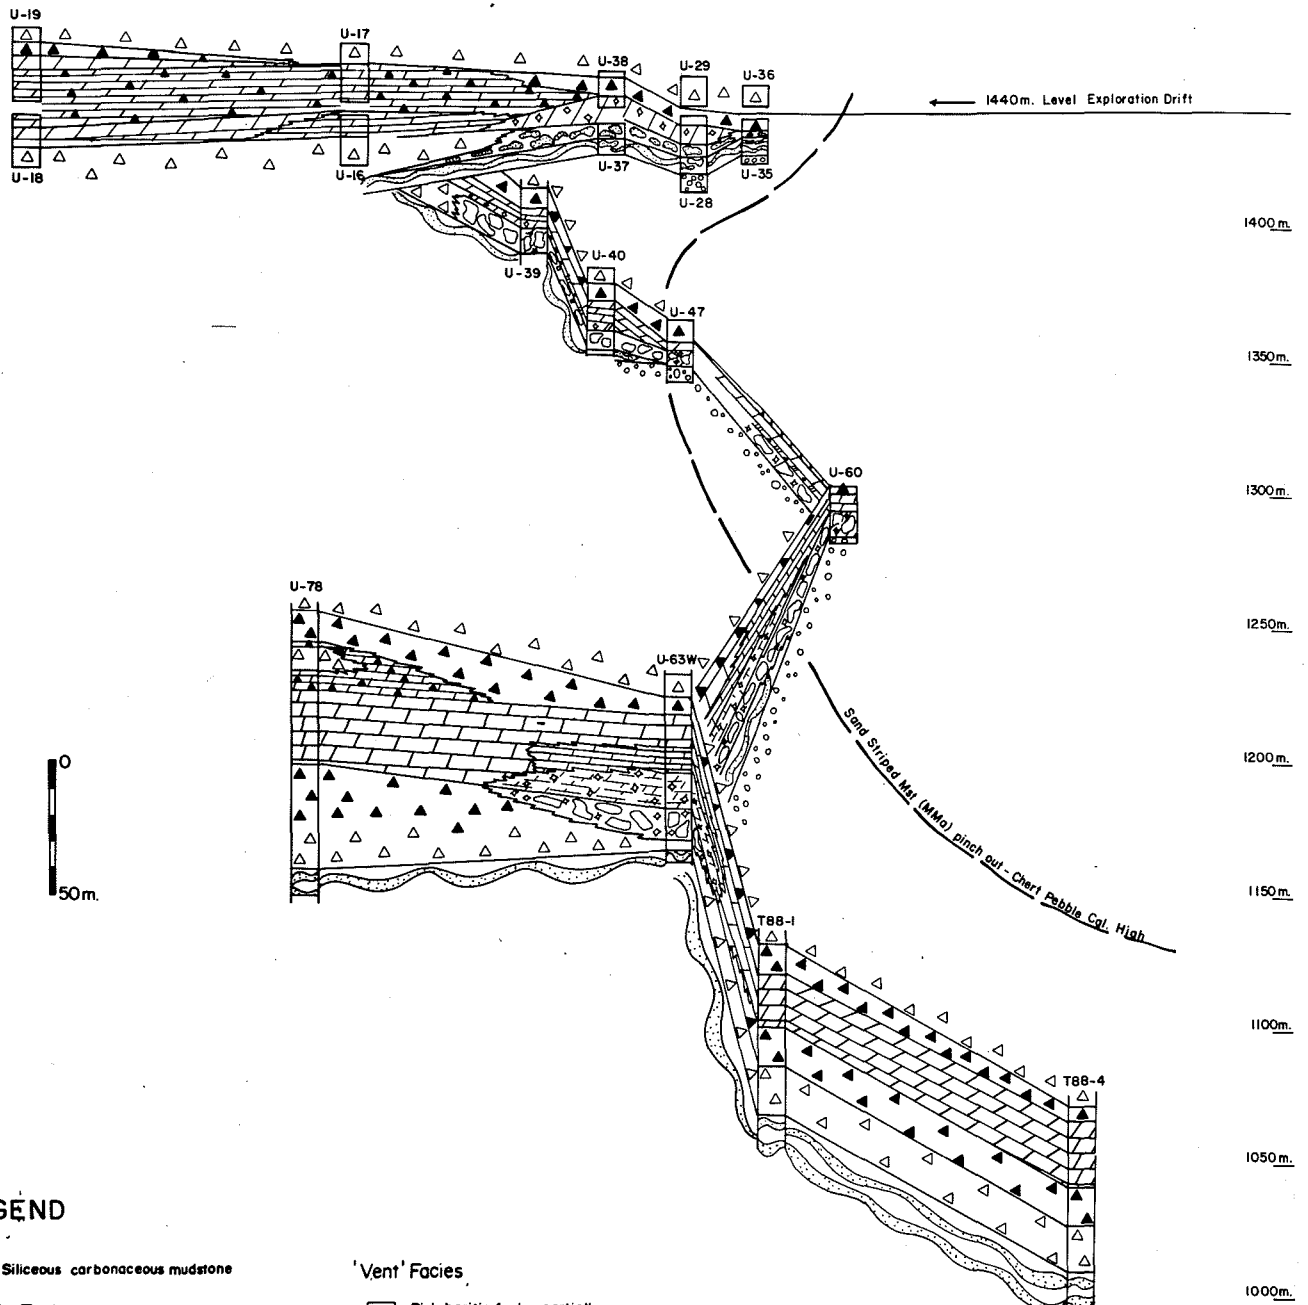 U-19
U-17
U-38
U-29
U-36
1440m. Level Exploration Drift
U-18
U-16
U-37
U-28
U-35
1400m.
U-39
U-40
U-47
1350m.
U-60
1300m.
U-78
1250m.
U-63W
Sand Striped Mst (MMa) pinch out - Chert Pebble Cgl. High
1200m.
0
50m.
1150m.
T88-1
1100m.
T88-4
1050m.
GEND
Siliceous carbonaceous mudstone
'Vent' Facies
1000m.